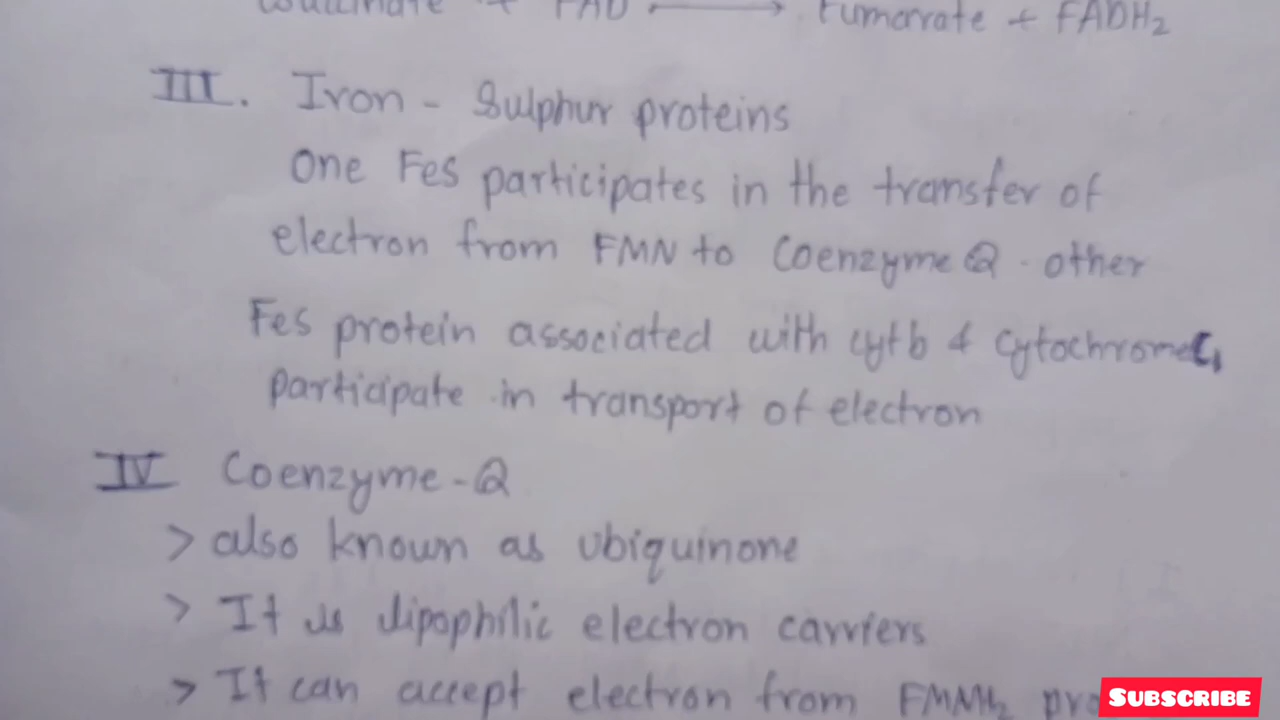 + FAD ⟶ Fumarate + FADH2
III. Iron - Sulphur proteins
One Fes participates in the transfer of
electron from FMN to Coenzyme Q . other
Fes protein associated with cyt b & Cytochrome C1
participate in transport of electron
IV Coenzyme-Q
> also known as ubiquinone
> It is lipophilic electron carriers
> It can accept electron from FMNH2
SUBSCRIBE